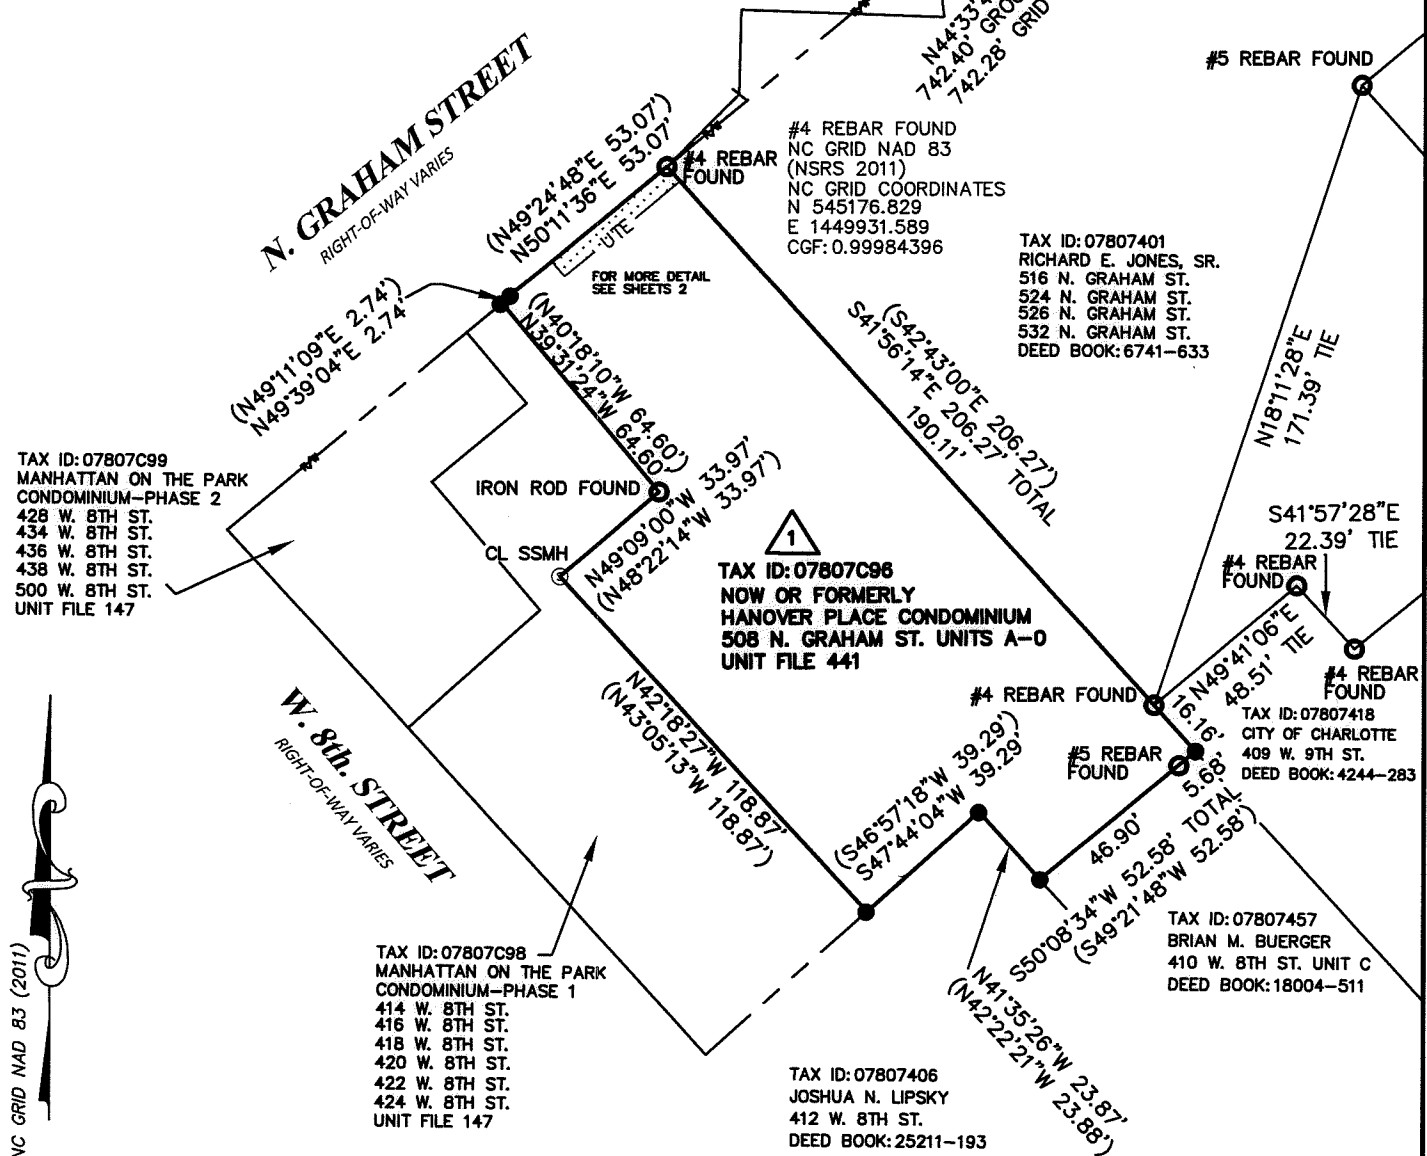 N44°33'4
742.40' GROU
742.28' GRID
#5 REBAR FOUND
N. GRAHAM STREET
RIGHT-OF-WAY VARIES
(N49°24'48"E 53.07')
N50°11'36"E 53.07'
#4 REBAR
FOUND
#4 REBAR FOUND
NC GRID NAD 83
(NSRS 2011)
NC GRID COORDINATES
N 545176.829
E 1449931.589
CGF: 0.99984396
UTE
FOR MORE DETAIL
SEE SHEETS 2
TAX ID: 07807401
RICHARD E. JONES, SR.
516 N. GRAHAM ST.
524 N. GRAHAM ST.
526 N. GRAHAM ST.
532 N. GRAHAM ST.
DEED BOOK: 6741-633
(N49°11'09"E 2.74')
N49°39'04"E 2.74'
(N40°18'10"W 64.60')
N39°31'24"W 64.60'
(S42°43'00"E 206.27')
S41°56'14"E 206.27' TOTAL
190.11'
N18°11'28"E
171.39' TIE
TAX ID: 07807C99
MANHATTAN ON THE PARK
CONDOMINIUM-PHASE 2
428 W. 8TH ST.
434 W. 8TH ST.
436 W. 8TH ST.
438 W. 8TH ST.
500 W. 8TH ST.
UNIT FILE 147
IRON ROD FOUND
CL SSMH
N49°09'00"W 33.97'
(N48°22'14"W 33.97')
1
TAX ID: 07807C96
NOW OR FORMERLY
HANOVER PLACE CONDOMINIUM
508 N. GRAHAM ST. UNITS A-O
UNIT FILE 441
S41°57'28"E
22.39' TIE
#4 REBAR
FOUND
N49°41'06"E
48.51' TIE
#4 REBAR
FOUND
#4 REBAR FOUND
16.16'
TAX ID: 07807418
CITY OF CHARLOTTE
409 W. 9TH ST.
DEED BOOK: 4244-283
#5 REBAR
FOUND
5.68'
W. 8th. STREET
RIGHT-OF-WAY VARIES
N42°18'27"W 118.87'
(N43°05'13"W 118.87')
(S46°57'18"W 39.29')
S47°44'04"W 39.29'
46.90'
S50°08'34"W 52.58' TOTAL
(S49°21'48"W 52.58')
N41°35'26"W 23.87'
(N42°22'21"W 23.88')
TAX ID: 07807457
BRIAN M. BUERGER
410 W. 8TH ST. UNIT C
DEED BOOK: 18004-511
TAX ID: 07807C98
MANHATTAN ON THE PARK
CONDOMINIUM-PHASE 1
414 W. 8TH ST.
416 W. 8TH ST.
418 W. 8TH ST.
420 W. 8TH ST.
422 W. 8TH ST.
424 W. 8TH ST.
UNIT FILE 147
TAX ID: 07807406
JOSHUA N. LIPSKY
412 W. 8TH ST.
DEED BOOK: 25211-193
NC GRID NAD 83 (2011)